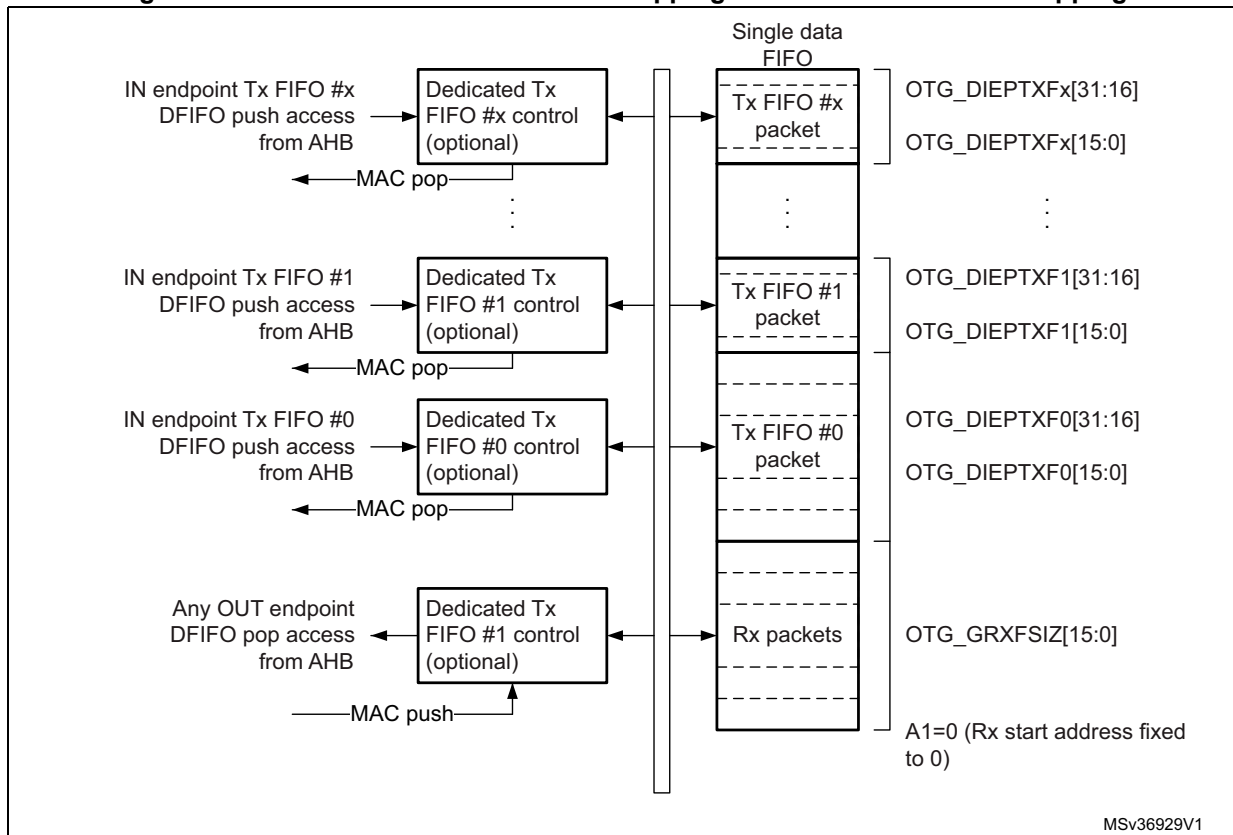 Single data
FIFO
IN endpoint Tx FIFO #x
DFIFO push access
from AHB
Dedicated Tx
FIFO #x control
(optional)
MAC pop
Tx FIFO #x
packet
OTG_DIEPTXFx[31:16]
OTG_DIEPTXFx[15:0]
IN endpoint Tx FIFO #1
DFIFO push access
from AHB
Dedicated Tx
FIFO #1 control
(optional)
MAC pop
Tx FIFO #1
packet
OTG_DIEPTXF1[31:16]
OTG_DIEPTXF1[15:0]
IN endpoint Tx FIFO #0
DFIFO push access
from AHB
Dedicated Tx
FIFO #0 control
(optional)
MAC pop
Tx FIFO #0
packet
OTG_DIEPTXF0[31:16]
OTG_DIEPTXF0[15:0]
Any OUT endpoint
DFIFO pop access
from AHB
Dedicated Tx
FIFO #1 control
(optional)
MAC push
Rx packets
OTG_GRXFSIZ[15:0]
A1=0 (Rx start address fixed
to 0)
MSv36929V1